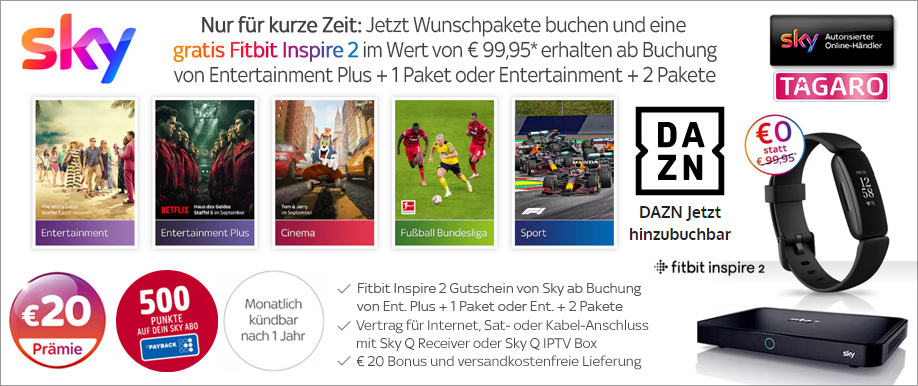 sky
Nur für kurze Zeit: Jetzt Wunschpakete buchen und eine
gratis Fitbit Inspire 2 im Wert von € 99,95* erhalten ab Buchung
von Entertainment Plus + 1 Paket oder Entertainment + 2 Pakete
sky Autorisierter
Online-Händler
TAGARO
The White Lotus
Staffel 1
Entertainment
NETFLIX
Haus des Geldes
Staffel 5 im September
Entertainment Plus
Tom & Jerry
im September
Cinema
Fußball Bundesliga
F1
Sport
DA
ZN
DAZN Jetzt
hinzubuchbar
€0
statt
€ 99,95*
fitbit inspire 2
€20
Prämie
500
PUNKTE
AUF DEIN SKY ABO
PAYBACK
Monatlich
kündbar
nach 1 Jahr
Fitbit Inspire 2 Gutschein von Sky ab Buchung
von Ent. Plus + 1 Paket oder Ent. + 2 Pakete
Vertrag für Internet, Sat- oder Kabel-Anschluss
mit Sky Q Receiver oder Sky Q IPTV Box
€ 20 Bonus und versandkostenfreie Lieferung
sky